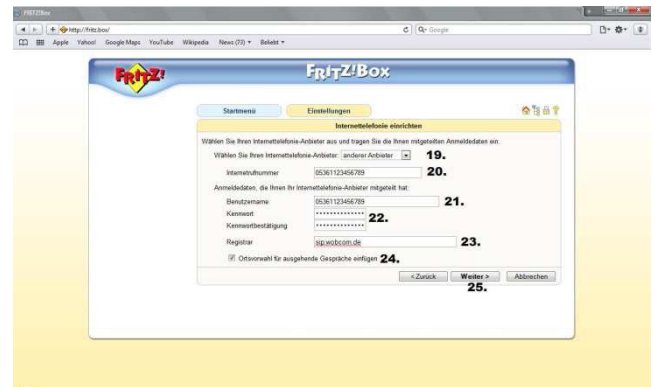 FRITZ!Box
http://fritz.box/
Google
Apple Yahoo! Google Maps YouTube Wikipedia News (73) Beliebt
FRITZ!
FRITZ!BOX
Startmenü Einstellungen
Internettelefonie einrichten
Wählen Sie Ihren Internettelefonie-Anbieter aus und tragen Sie die Ihnen mitgeteilten Anmeldedaten ein.
Wählen Sie Ihren Internettelefonie-Anbieter: anderer Anbieter 19.
Internetrufnummer 05361123456789 20.
Anmeldedaten, die Ihnen Ihr Internettelefonie-Anbieter mitgeteilt hat:
Benutzername 05361123456789 21.
Kennwort
22.
Kennwortbestätigung
Registrar sip.wobcom.de 23.
Ortsvorwahl für ausgehende Gespräche einfügen 24.
<Zurück Weiter > Abbrechen
25.